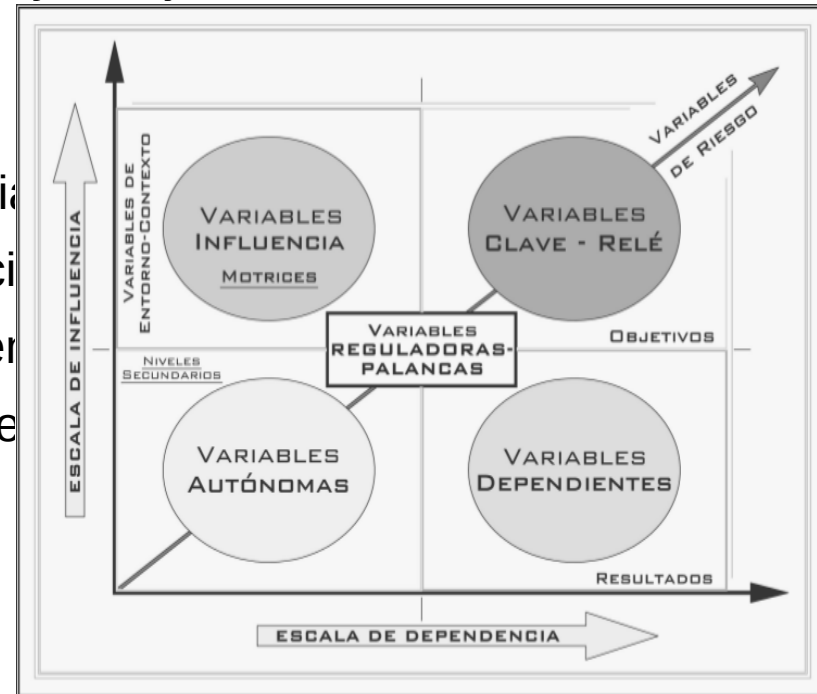 VARIABLES
DE RIESGO
ESCALA DE INFLUENCIA
VARIABLES DE
ENTORNO-CONTEXTO
VARIABLES
INFLUENCIA
MOTRICES
VARIABLES
CLAVE - RELÉ
OBJETIVOS
VARIABLES
REGULADORAS-
PALANCAS
NIVELES
SECUNDARIOS
VARIABLES
AUTÓNOMAS
VARIABLES
DEPENDIENTES
RESULTADOS
ESCALA DE DEPENDENCIA